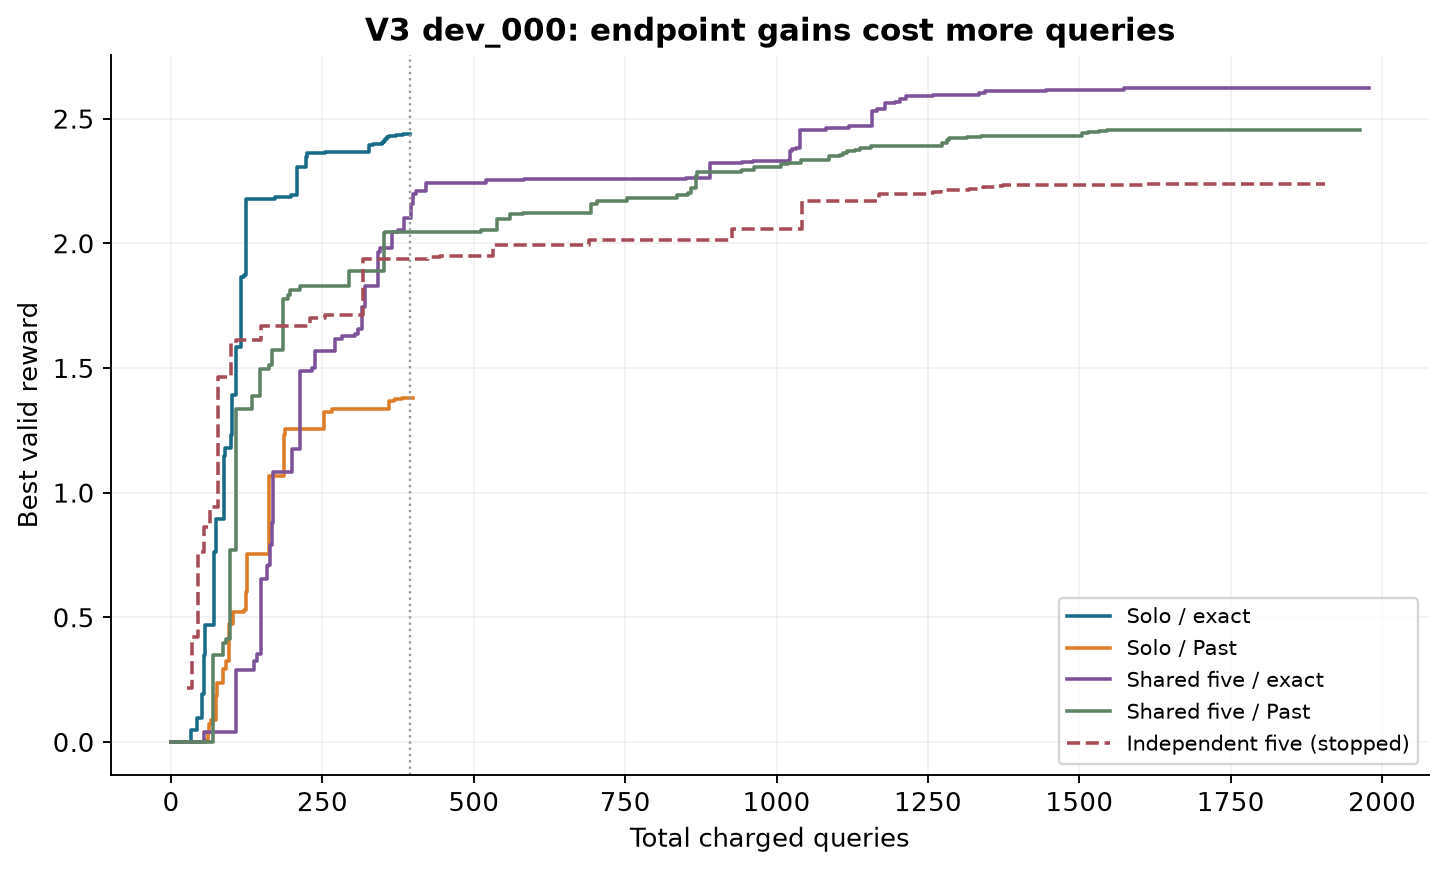 V3 dev_000: endpoint gains cost more queries
Best valid reward
2.5
2.0
1.5
1.0
0.5
0.0
0
250
500
750
1000
1250
1500
1750
2000
Total charged queries
Solo / exact
Solo / Past
Shared five / exact
Shared five / Past
Independent five (stopped)